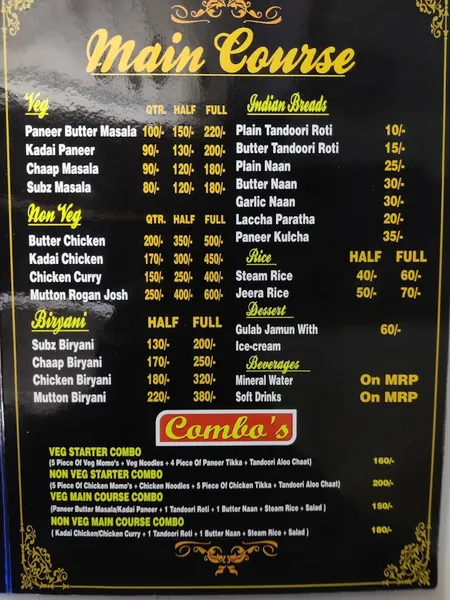 Main Course
Veg QTR. HALF FULL
Paneer Butter Masala 100/- 150/- 220/-
Kadai Paneer 90/- 130/- 200/-
Chaap Masala 90/- 120/- 180/-
Subz Masala 80/- 120/- 180/-
Non Veg QTR. HALF FULL
Butter Chicken 200/- 350/- 500/-
Kadai Chicken 170/- 300/- 450/-
Chicken Curry 150/- 250/- 400/-
Mutton Rogan Josh 250/- 400/- 600/-
Biryani HALF FULL
Subz Biryani 130/- 200/-
Chaap Biryani 170/- 250/-
Chicken Biryani 180/- 320/-
Mutton Biryani 220/- 380/-
Indian Breads
Plain Tandoori Roti 10/-
Butter Tandoori Roti 15/-
Plain Naan 25/-
Butter Naan 30/-
Garlic Naan 30/-
Laccha Paratha 20/-
Paneer Kulcha 35/-
Rice HALF FULL
Steam Rice 40/- 60/-
Jeera Rice 50/- 70/-
Dessert
Gulab Jamun With 60/-
Ice-cream
Beverages
Mineral Water On MRP
Soft Drinks On MRP
Combo's
VEG STARTER COMBO
(5 Piece Of Veg Momo's + Veg Noodles + 4 Piece Of Paneer Tikka + Tandoori Aloo Chaat) 160/-
NON VEG STARTER COMBO
(5 Piece Of Chicken Momo's + Chicken Noodles + 5 Piece Of Chicken Tikka + Tandoori Aloo Chaat) 200/-
VEG MAIN COURSE COMBO
(Paneer Butter Masala/Kadai Paneer + 1 Tandoori Roti + 1 Butter Naan + Steam Rice + Salad ) 150/-
NON VEG MAIN COURSE COMBO
( Kadai Chicken/Chicken Curry + 1 Tandoori Roti + 1 Butter Naan + Steam Rice + Salad ) 180/-